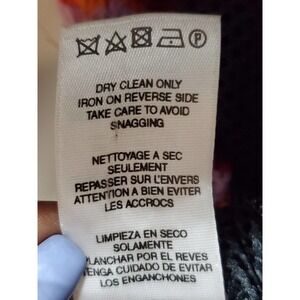 P
DRY CLEAN ONLY
IRON ON REVERSE SIDE
TAKE CARE TO AVOID
SNAGGING
NETTOYAGE A SEC
SEULEMENT
REPASSER SUR L'ENVERS
ATTENTION A BIEN EVITER
LES ACCROCS
LIMPIEZA EN SECO
SOLAMENTE
PLANCHAR POR EL REVES
TENGA CUIDADO DE EVITAR
LOS ENGANCHONES